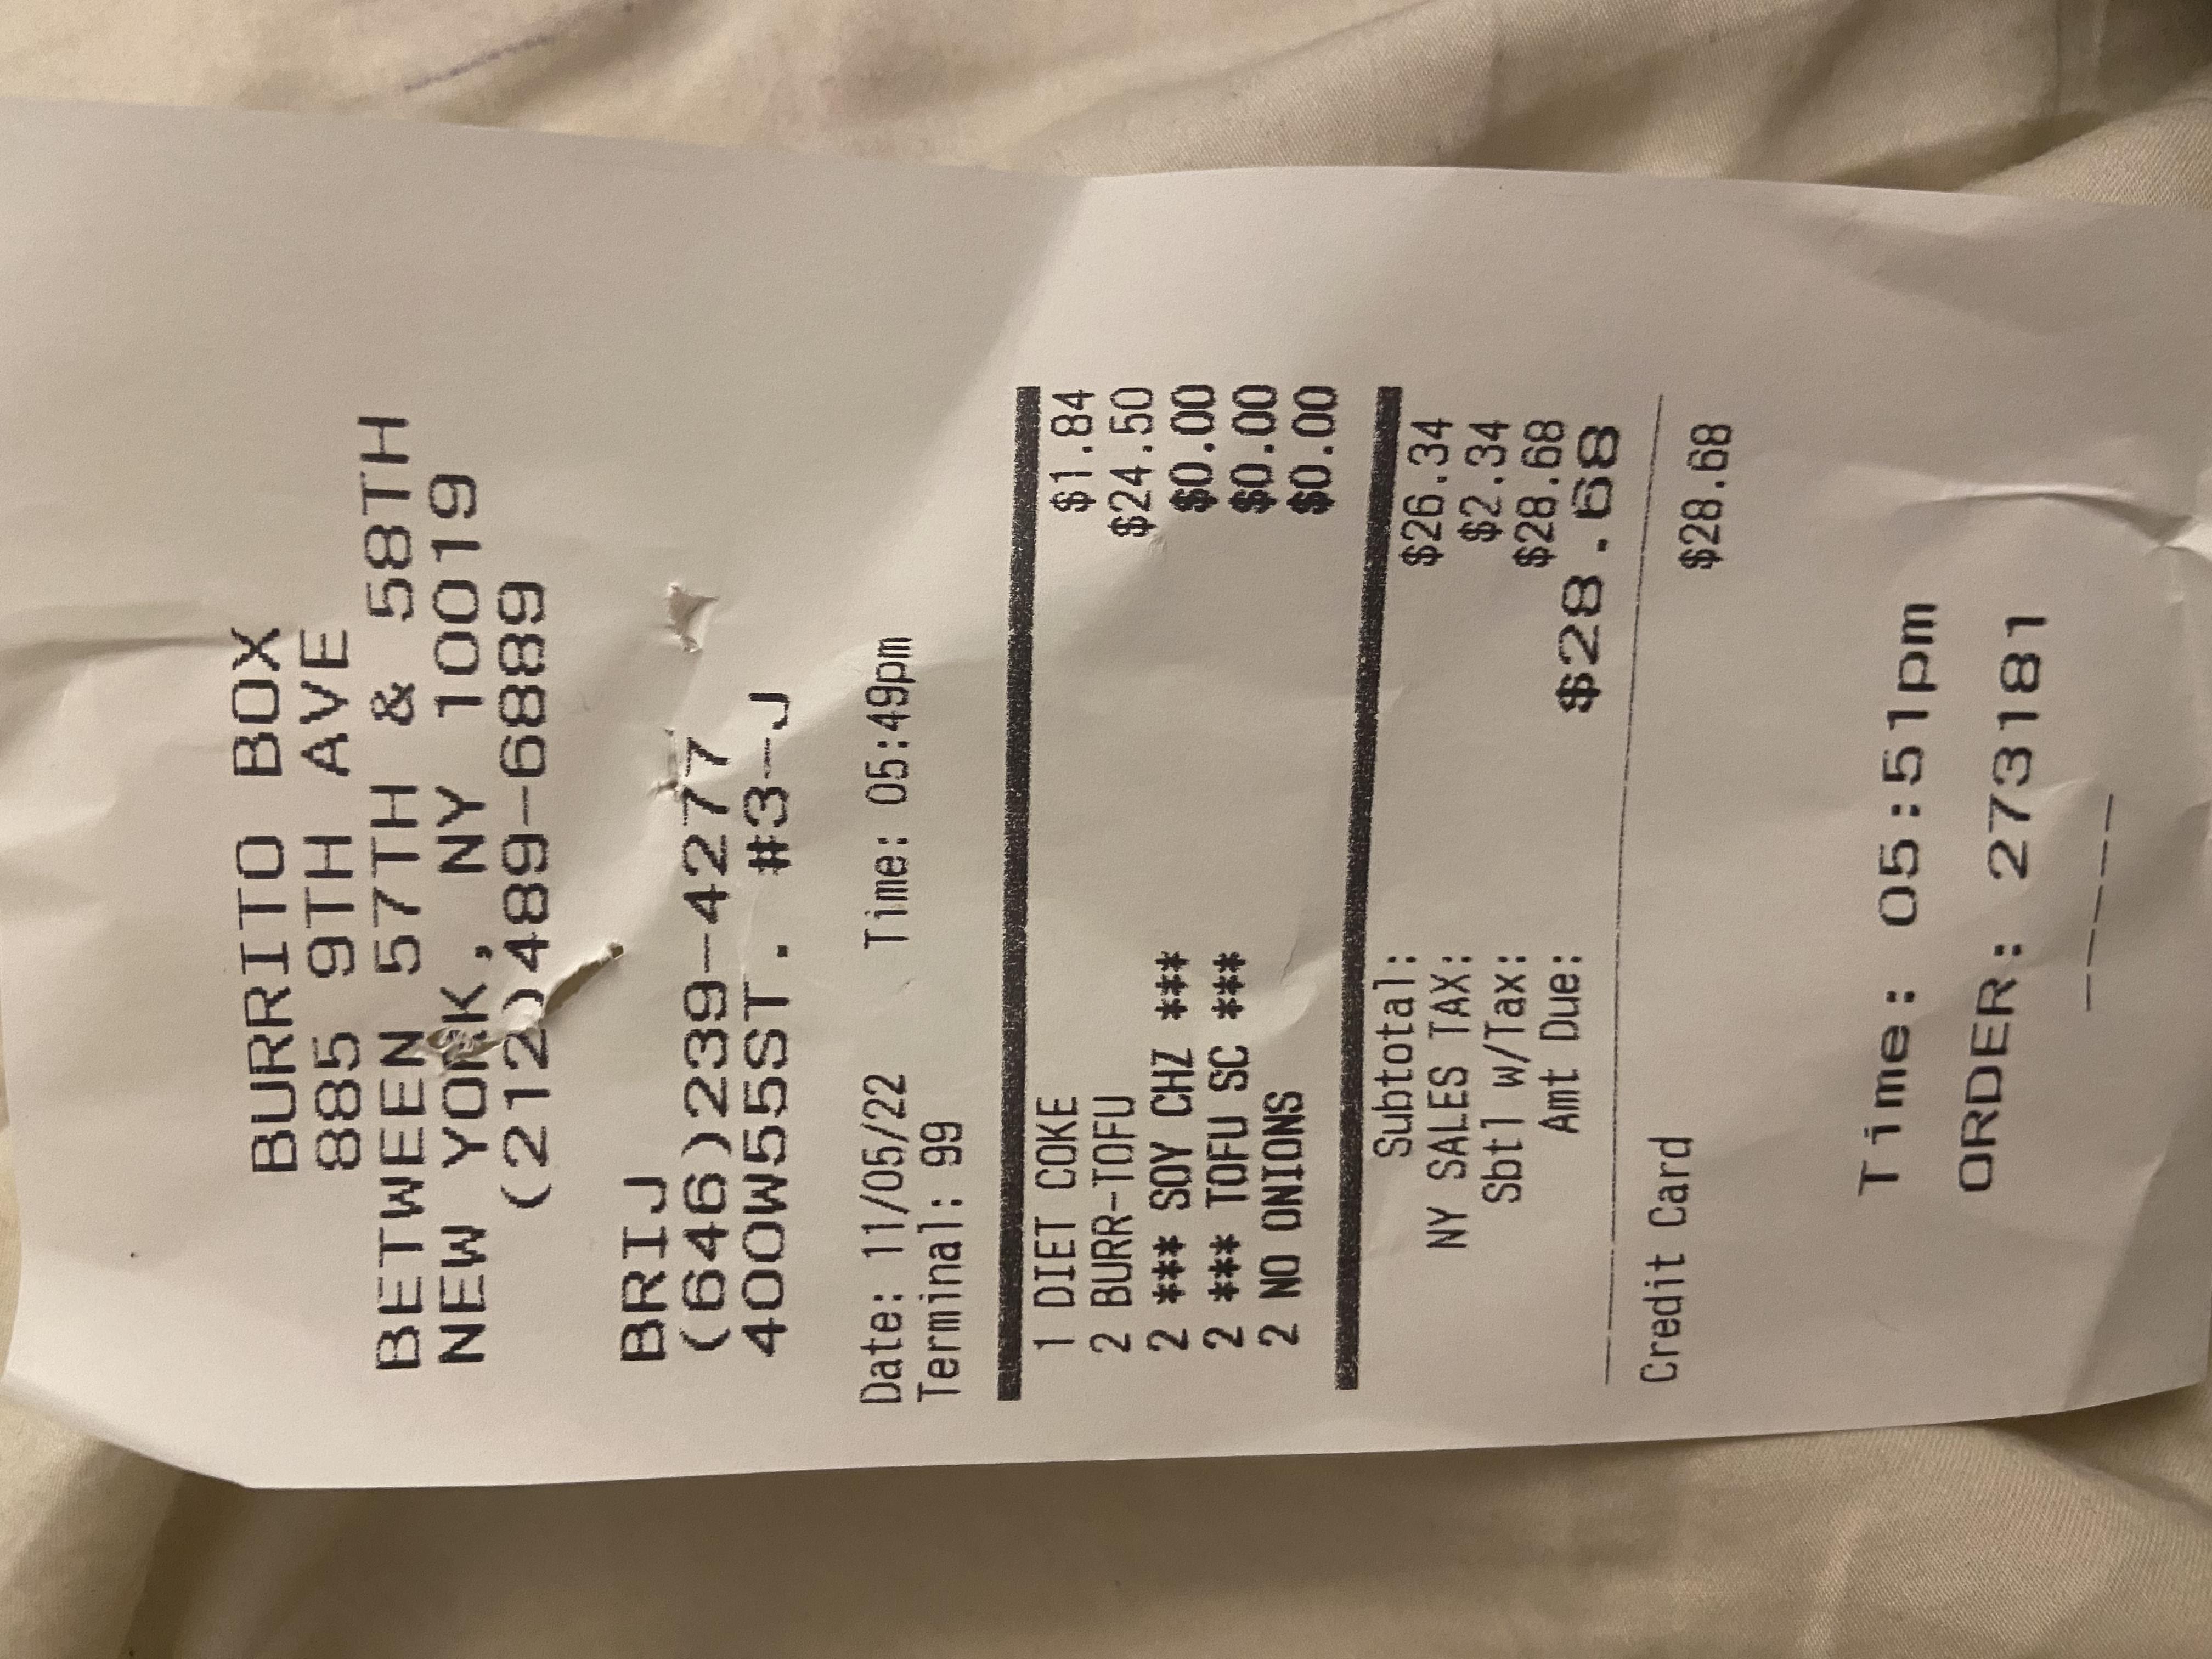 BURRITO BOX
885 9TH AVE
BETWEEN 57TH & 58TH
NEW YORK, NY 10019
(212)489-6889
BRIJ
(646)239-4277
400W55ST. #3-J
Date: 11/05/22 Time: 05:49pm
Terminal: 99
1 DIET COKE $1.84
2 BURR-TOFU $24.50
2 *** SOY CHZ *** $0.00
2 *** TOFU SC *** $0.00
2 NO ONIONS $0.00
Subtotal: $26.34
NY SALES TAX: $2.34
Sbtl w/Tax: $28.68
Amt Due: $28.68
Credit Card $28.68
Time: 05:51pm
ORDER: 273181
-----